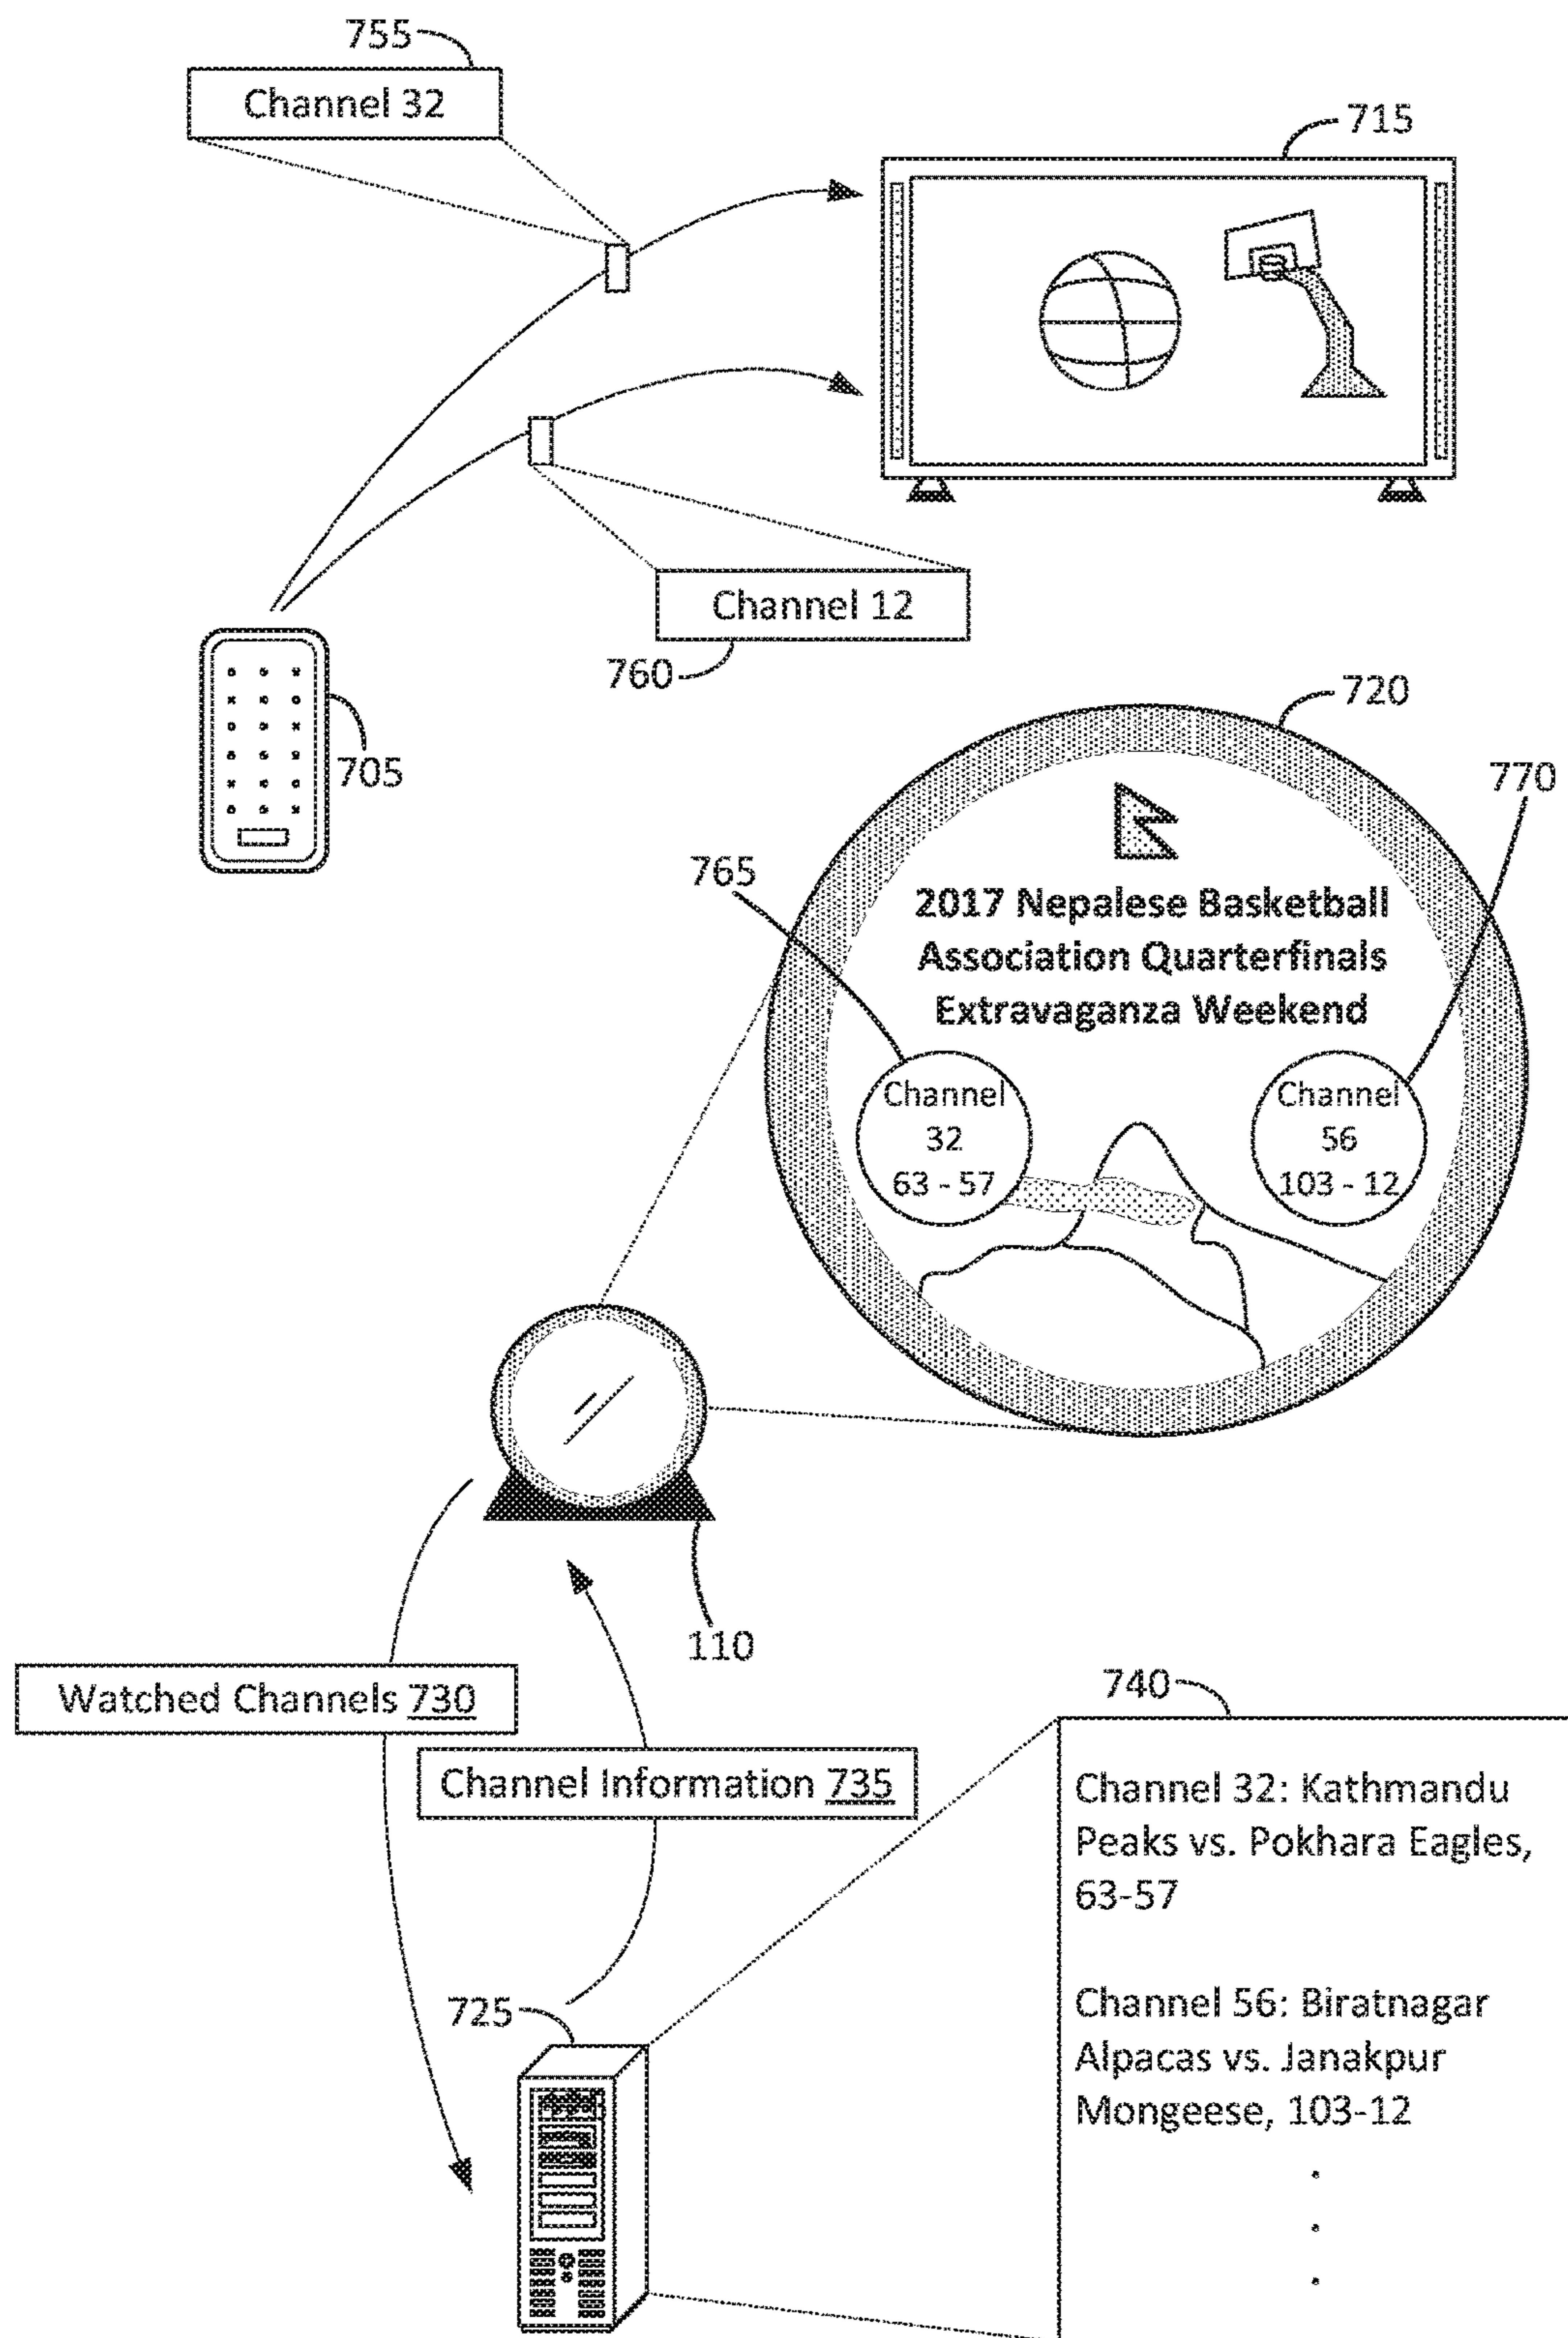 755
Channel 32
715
Channel 12
760
705
720
770
765
2017 Nepalese Basketball
Association Quarterfinals
Extravaganza Weekend
Channel
32
63 - 57
Channel
56
103 - 12
110
Watched Channels 730
Channel Information 735
740
Channel 32: Kathmandu
Peaks vs. Pokhara Eagles,
63-57
Channel 56: Biratnagar
Alpacas vs. Janakpur
Mongeese, 103-12
.
.
.
725